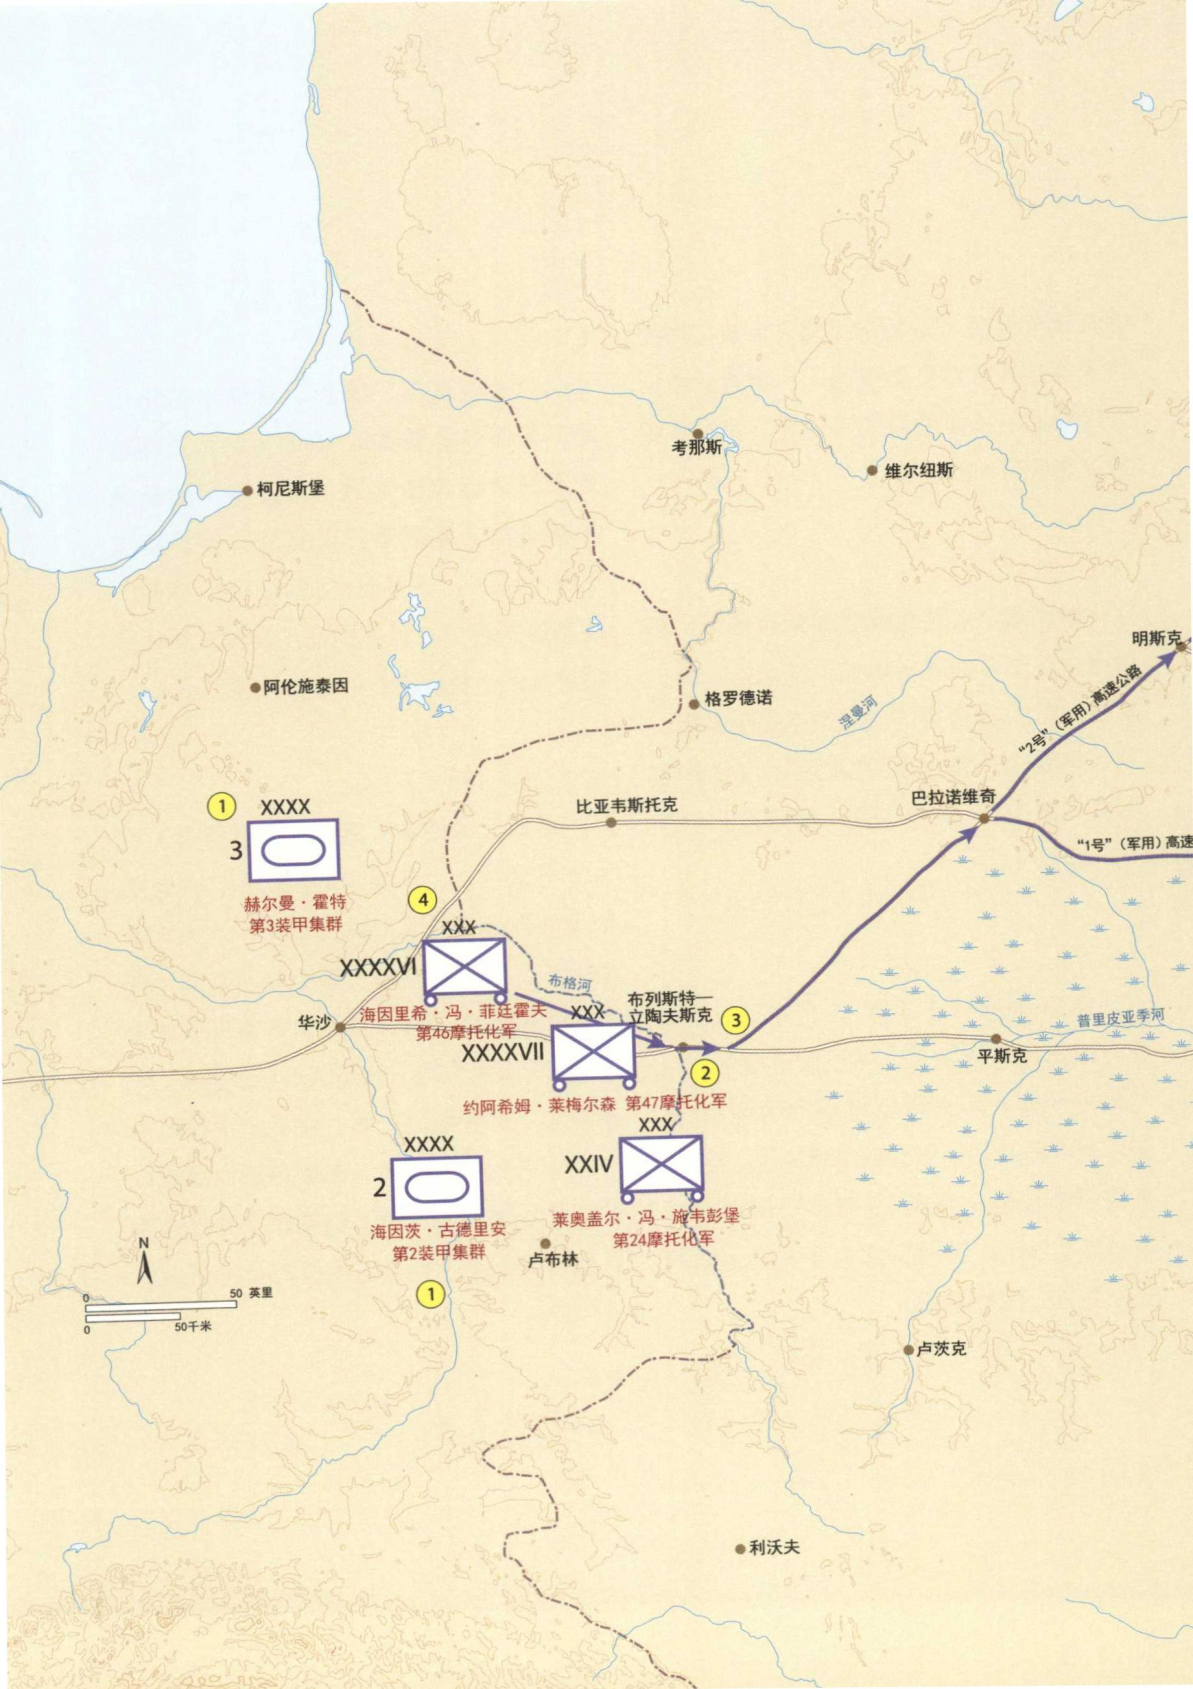 考那斯
维尔纽斯
柯尼斯堡
明斯克
阿伦施泰因
格罗德诺
涅曼河
“2号”（军用）高速公路
1
XXXX
3
赫尔曼·霍特
第3装甲集群
比亚韦斯托克
巴拉诺维奇
“1号”（军用）高速
4
XXX
XXXXVI
海因里希·冯·菲廷霍夫
第46摩托化军
布格河
布列斯特—
立陶夫斯克
3
华沙
XXX
XXXXVII
2
约阿希姆·莱梅尔森 第47摩托化军
普里皮亚季河
平斯克
XXXX
2
海因茨·古德里安
第2装甲集群
1
XXX
XXIV
莱奥盖尔·冯·施韦彭堡
第24摩托化军
卢布林
N
0 50 英里
0 50千米
卢茨克
利沃夫